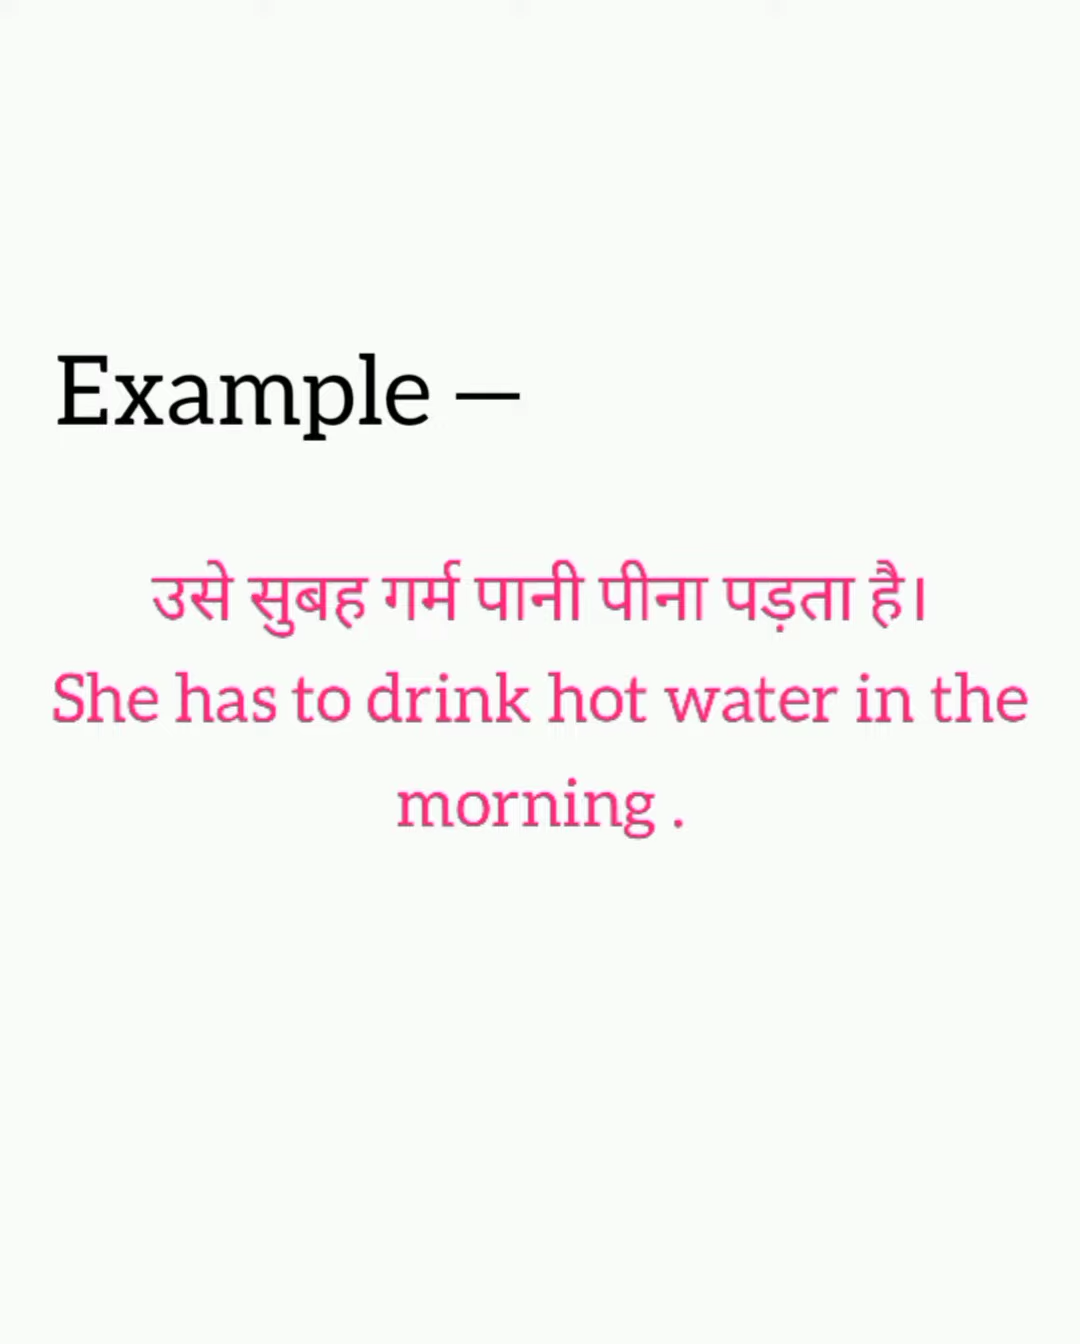 Example –
उसे सुबह गर्म पानी पीना पड़ता है।
She has to drink hot water in the
morning .